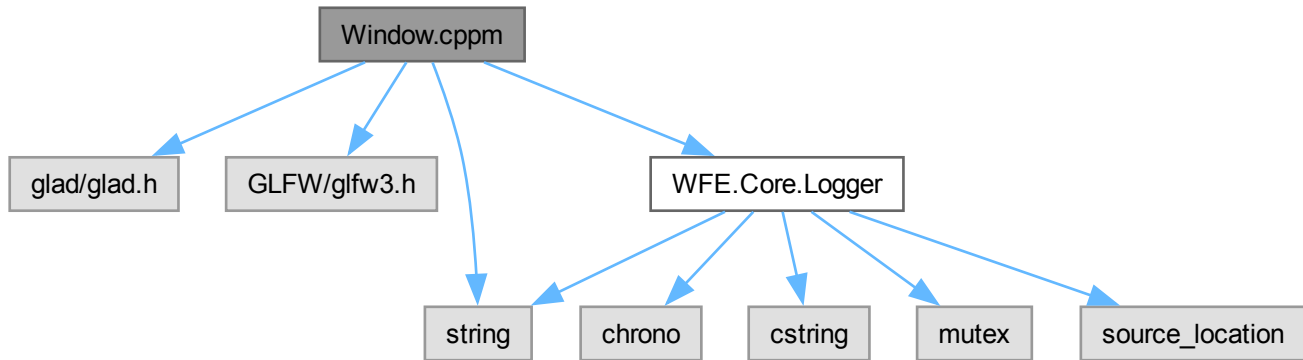 Window.cppm
glad/glad.h
GLFW/glfw3.h
WFE.Core.Logger
string
chrono
cstring
mutex
source_location